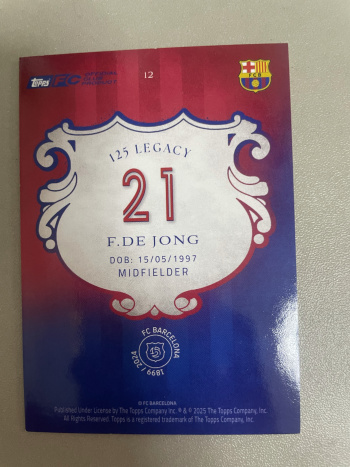 topps FC
12
FCB
125 LEGACY
21
F. DE JONG
DOB: 15/05/1997
MIDFIELDER
FC BARCELONA
1899 / 2024
© FC BARCELONA
Published Under License by The Topps Company Inc. ® & © 2025 The Topps Company, Inc.
All Rights Reserved. Topps is a registered trademark of The Topps Company, Inc.